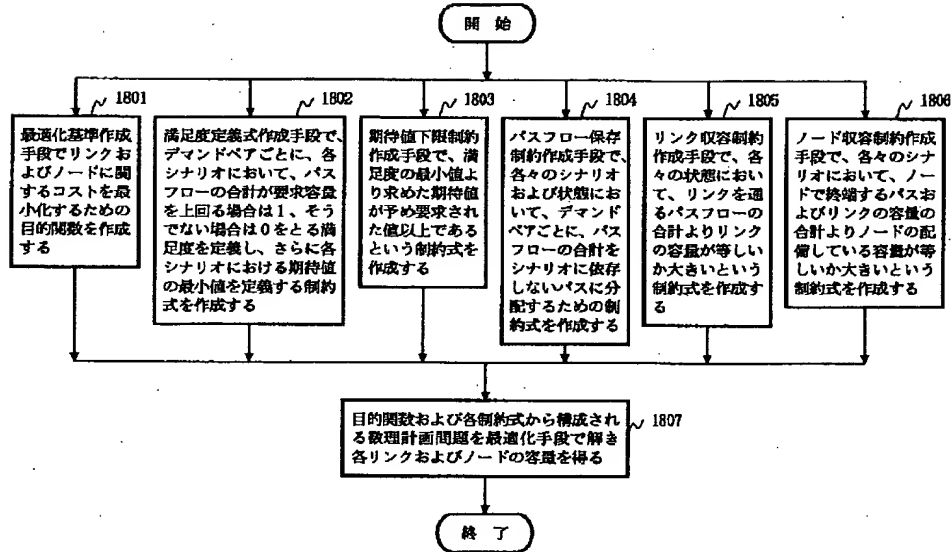 開始
1801
最適化基準作成
手段でリンクお
よびノードに関
するコストを最
小化するための
目的関数を作成
する
1802
満足度定義式作成手段で、
デマンドペアごとに、各
シナリオにおいて、パス
フローの合計が要求容量
を上回る場合は1、そう
でない場合は0をとる満
足度を定義し、さらに各
シナリオにおける期待値
の最小値を定義する制約
式を作成する
1803
期待値下限制約
作成手段で、満
足度の最小値よ
り求めた期待値
が予め要求され
た値以上である
という制約式を
作成する
1804
パスフロー保存
制約作成手段で、
各々のシナリオ
および状態にお
いて、デマンド
ペアごとに、パス
フローの合計をシ
ナリオに依存
しないパスに分
配するための制
約式を作成する
1805
リンク収容制約
作成手段で、各
々の状態におい
て、リンクを通
るパスフローの
合計よりリンク
の容量が等しい
か大きいという
制約式を作成す
る
1806
ノード収容制約作成
手段で、各々のシナ
リオにおいて、ノー
ドで終端するパスお
よびリンクの容量の
合計よりノードの配
備している容量が等
しいか大きいという
制約式を作成する
目的関数および各制約式から構成され
る数理計画問題を最適化手段で解き
各リンクおよびノードの容量を得る
1807
終了